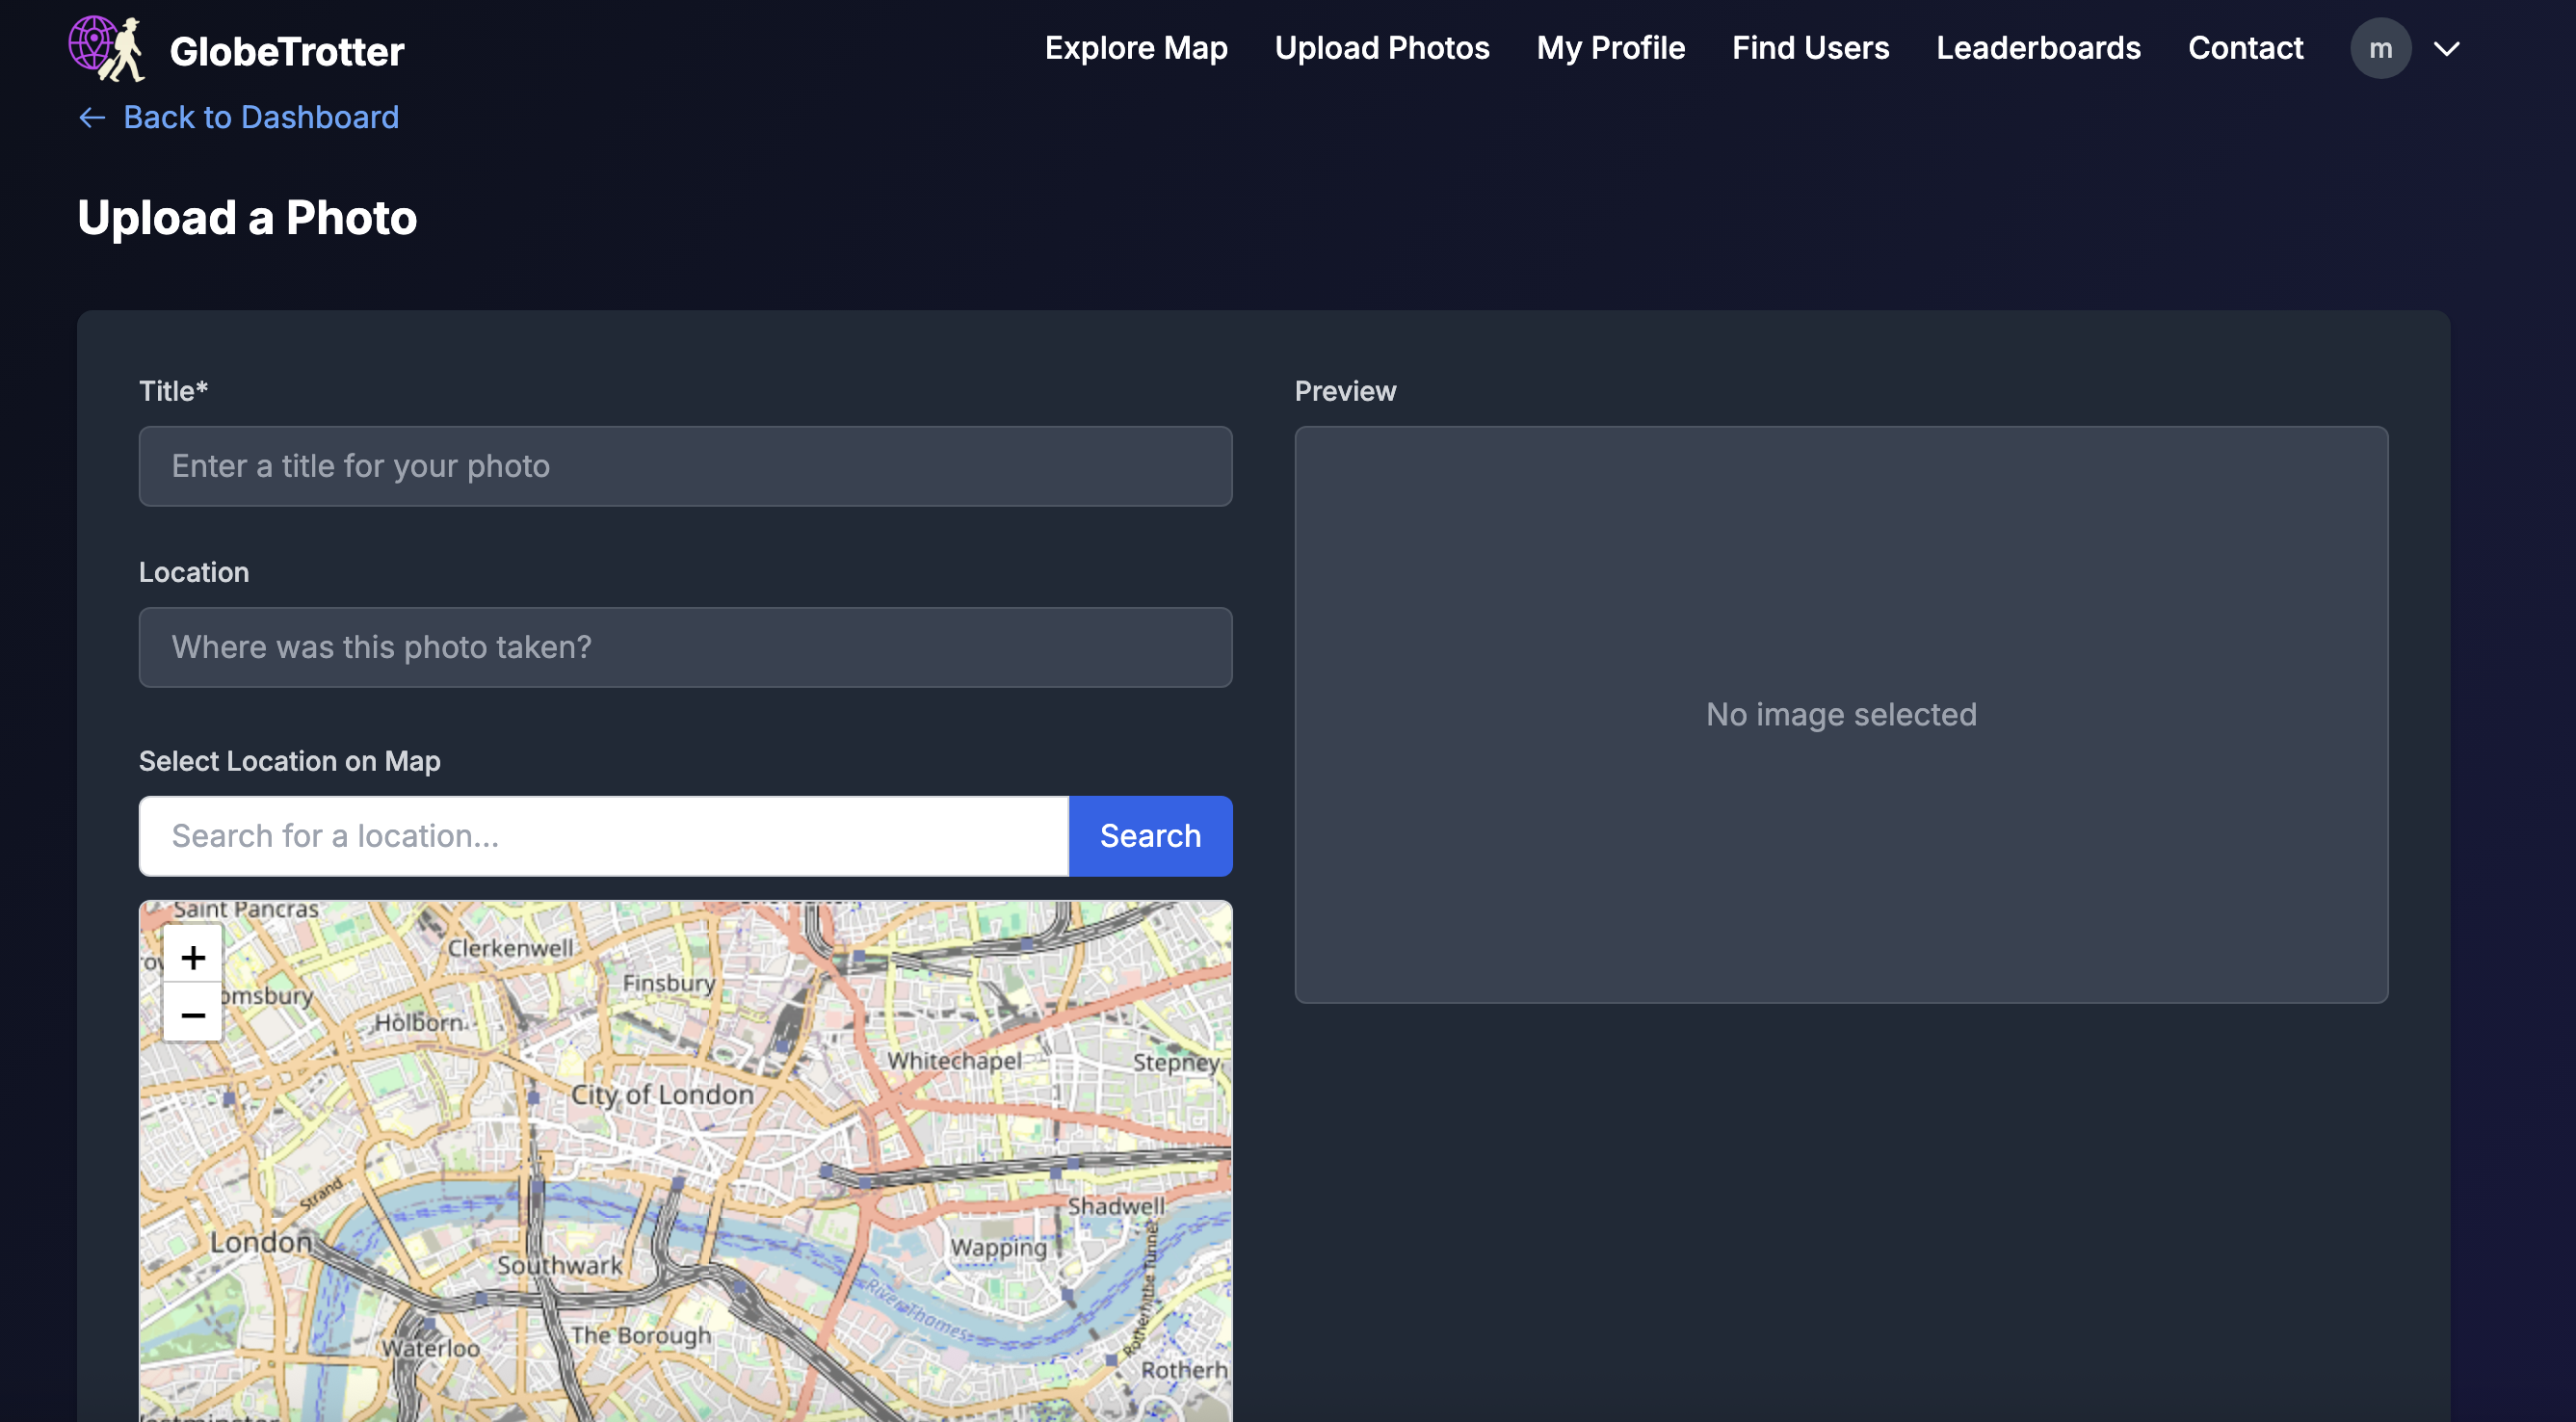 GlobeTrotter
Explore Map Upload Photos My Profile Find Users Leaderboards Contact m
← Back to Dashboard
Upload a Photo
Title*
Enter a title for your photo
Location
Where was this photo taken?
Select Location on Map
Search for a location...
Search
Preview
No image selected
Saint Pancras
+
−
Clerkenwell
Finsbury
omsbury
Holborn
Whitechapel
Stepney
City of London
Strand
London
Shadwell
Wapping
Southwark
River Thames
Rotherhithe Tunnel
The Borough
Waterloo
Rotherh